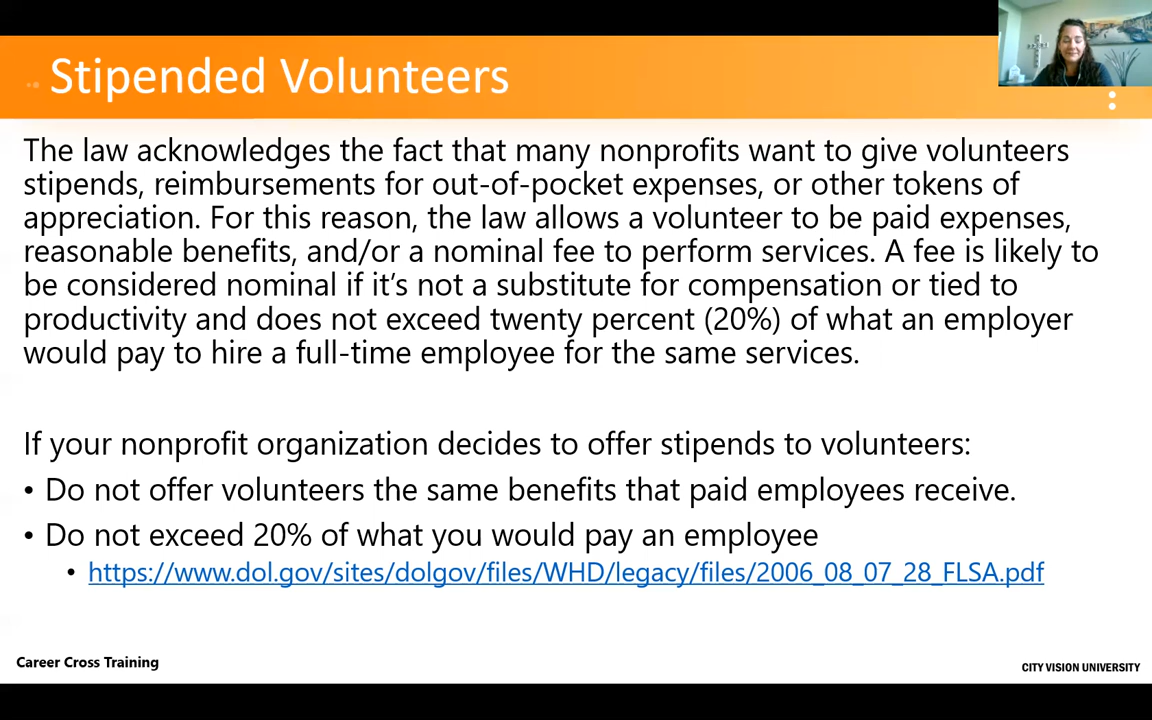 Stipended Volunteers
The law acknowledges the fact that many nonprofits want to give volunteers
stipends, reimbursements for out-of-pocket expenses, or other tokens of
appreciation. For this reason, the law allows a volunteer to be paid expenses,
reasonable benefits, and/or a nominal fee to perform services. A fee is likely to
be considered nominal if it’s not a substitute for compensation or tied to
productivity and does not exceed twenty percent (20%) of what an employer
would pay to hire a full-time employee for the same services.
If your nonprofit organization decides to offer stipends to volunteers:
• Do not offer volunteers the same benefits that paid employees receive.
• Do not exceed 20% of what you would pay an employee
• https://www.dol.gov/sites/dolgov/files/WHD/legacy/files/2006_08_07_28_FLSA.pdf
Career Cross Training
CITY VISION UNIVERSITY